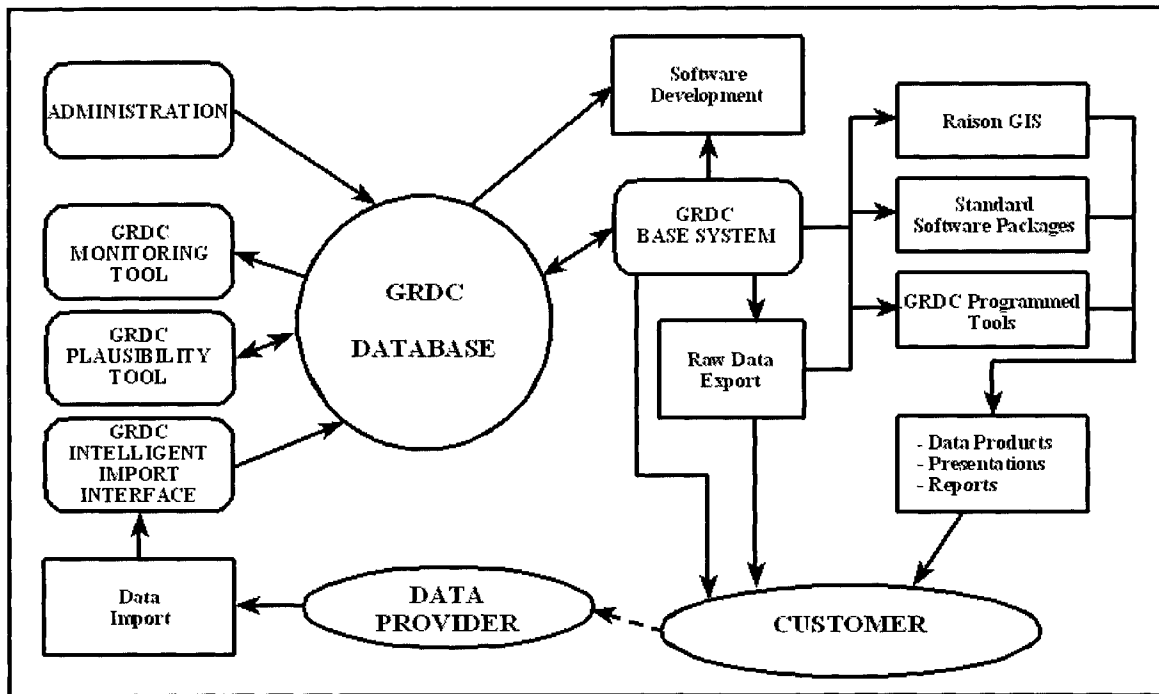 ADMINISTRATION
GRDC
MONITORING
TOOL
GRDC
PLAUSIBILITY
TOOL
GRDC
INTELLIGENT
IMPORT
INTERFACE
Data
Import
GRDC
DATABASE
DATA
PROVIDER
Software
Development
GRDC
BASE SYSTEM
Raw Data
Export
Raison GIS
Standard
Software Packages
GRDC Programmed
Tools
- Data Products
- Presentations
- Reports
CUSTOMER